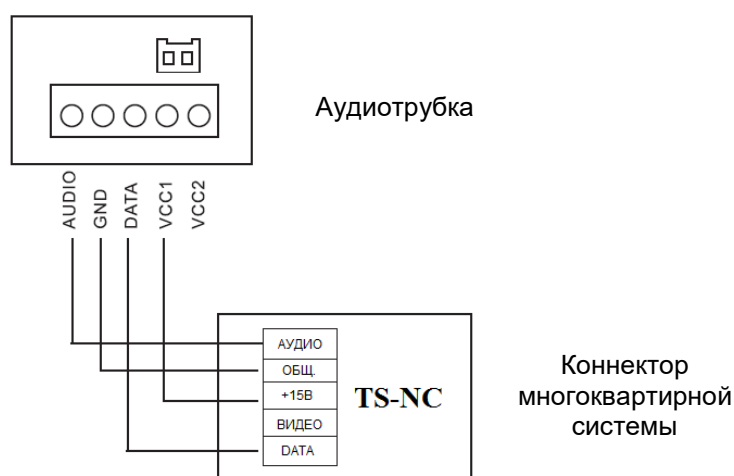 Аудиотрубка
AUDIO
GND
DATA
VCC1
VCC2
АУДИО
ОБЩ.
+15В
ВИДЕО
DATA
TS-NC
Коннектор
многоквартирной
системы